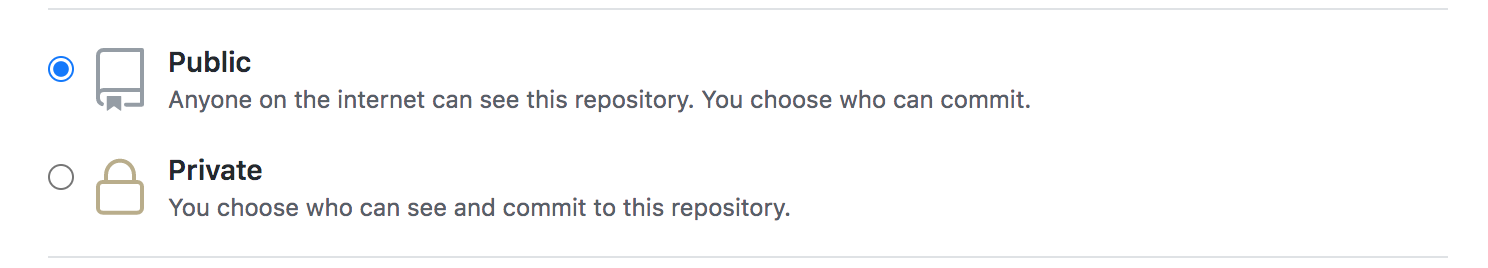 Public
Anyone on the internet can see this repository. You choose who can commit.
Private
You choose who can see and commit to this repository.